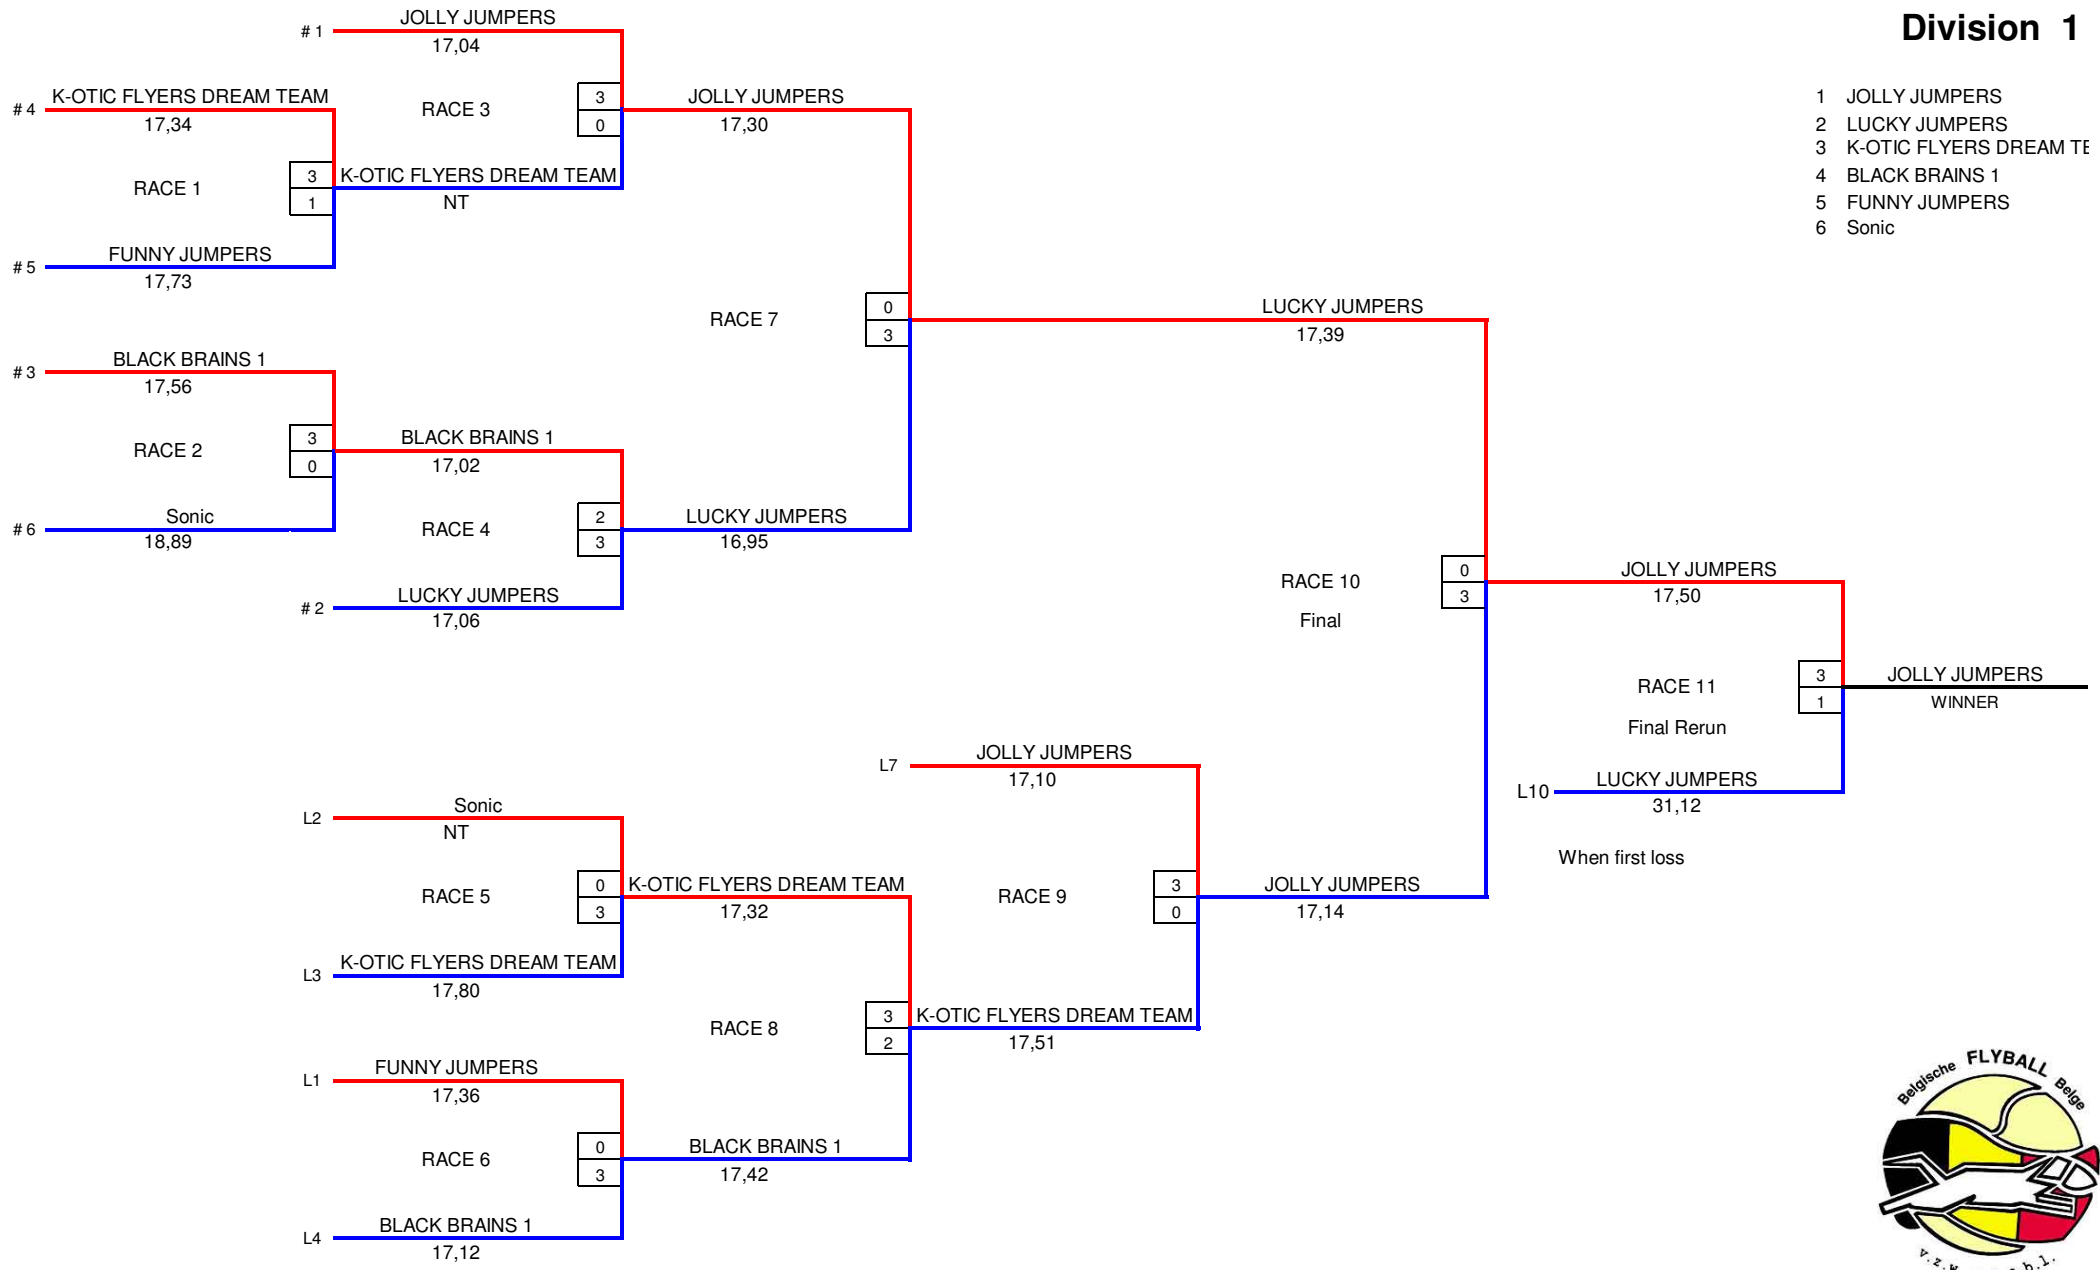 Division 1
1 JOLLY JUMPERS
2 LUCKY JUMPERS
3 K-OTIC FLYERS DREAM TE
4 BLACK BRAINS 1
5 FUNNY JUMPERS
6 Sonic
# 1 JOLLY JUMPERS
17,04
# 4 K-OTIC FLYERS DREAM TEAM
17,34
RACE 3
3
0
JOLLY JUMPERS
17,30
RACE 1
3
1
K-OTIC FLYERS DREAM TEAM
NT
# 5 FUNNY JUMPERS
17,73
RACE 7
0
3
LUCKY JUMPERS
17,39
# 3 BLACK BRAINS 1
17,56
RACE 2
3
0
BLACK BRAINS 1
17,02
# 6 Sonic
18,89
RACE 4
2
3
LUCKY JUMPERS
16,95
# 2 LUCKY JUMPERS
17,06
RACE 10
Final
0
3
JOLLY JUMPERS
17,50
RACE 11
Final Rerun
3
1
JOLLY JUMPERS
WINNER
L10 LUCKY JUMPERS
31,12
When first loss
L7 JOLLY JUMPERS
17,10
L2 Sonic
NT
RACE 5
0
3
K-OTIC FLYERS DREAM TEAM
17,32
RACE 9
3
0
JOLLY JUMPERS
17,14
L3 K-OTIC FLYERS DREAM TEAM
17,80
RACE 8
3
2
K-OTIC FLYERS DREAM TEAM
17,51
L1 FUNNY JUMPERS
17,36
RACE 6
0
3
BLACK BRAINS 1
17,42
L4 BLACK BRAINS 1
17,12
Belgische FLYBALL Belge
v.z.w
b.l.